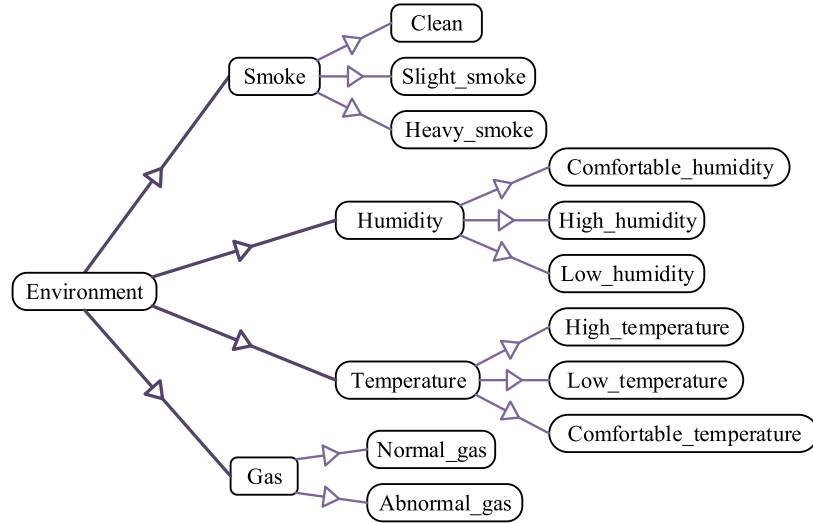 Clean
Smoke
Slight_smoke
Heavy_smoke
Comfortable_humidity
Humidity
High_humidity
Low_humidity
Environment
High_temperature
Temperature
Low_temperature
Comfortable_temperature
Normal_gas
Gas
Abnormal_gas